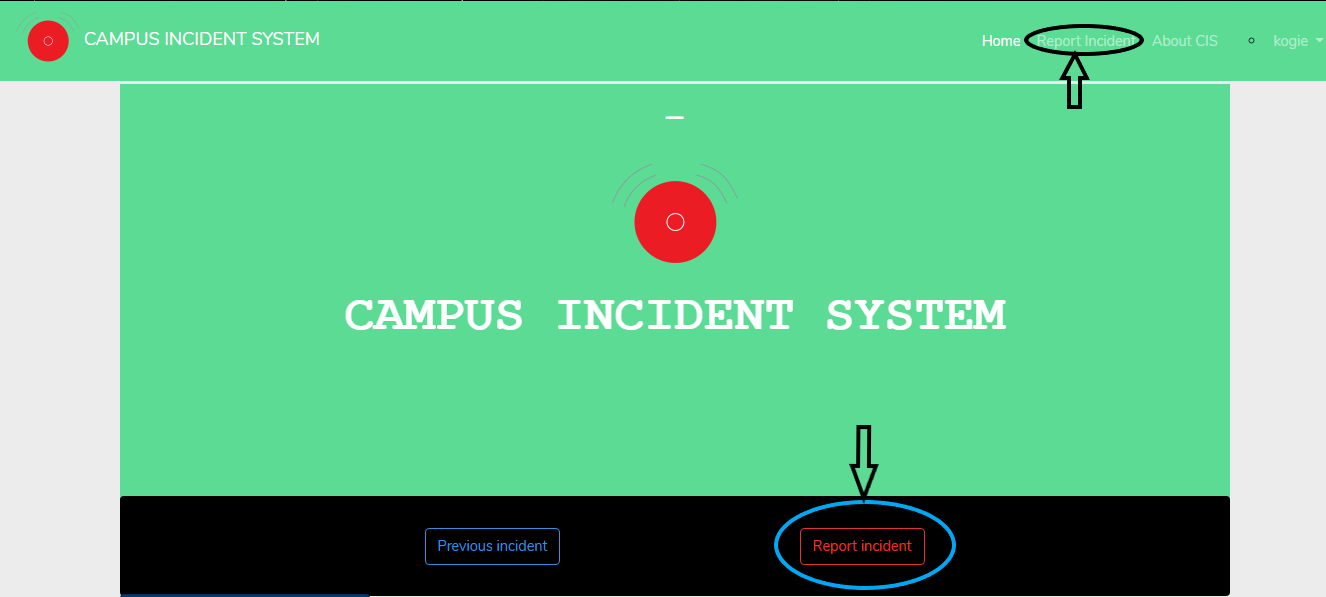 CAMPUS INCIDENT SYSTEM
Home Report Incident About CIS kogie
CAMPUS INCIDENT SYSTEM
Previous incident Report incident